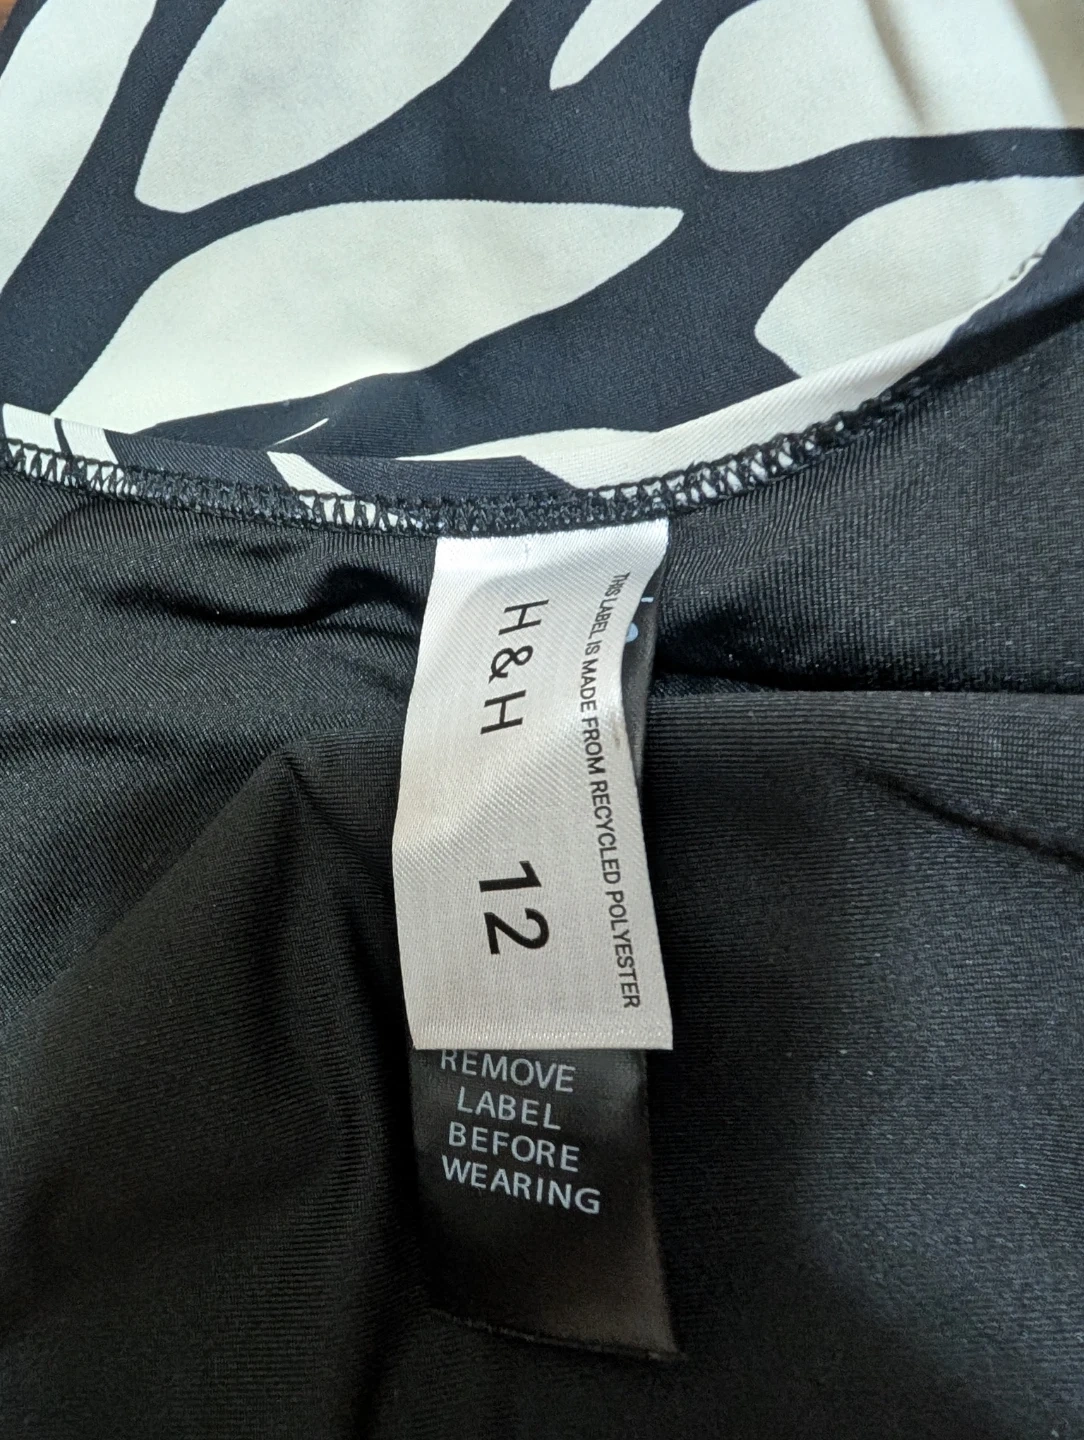 H&H
12
THIS LABEL IS MADE FROM RECYCLED POLYESTER
REMOVE
LABEL
BEFORE
WEARING